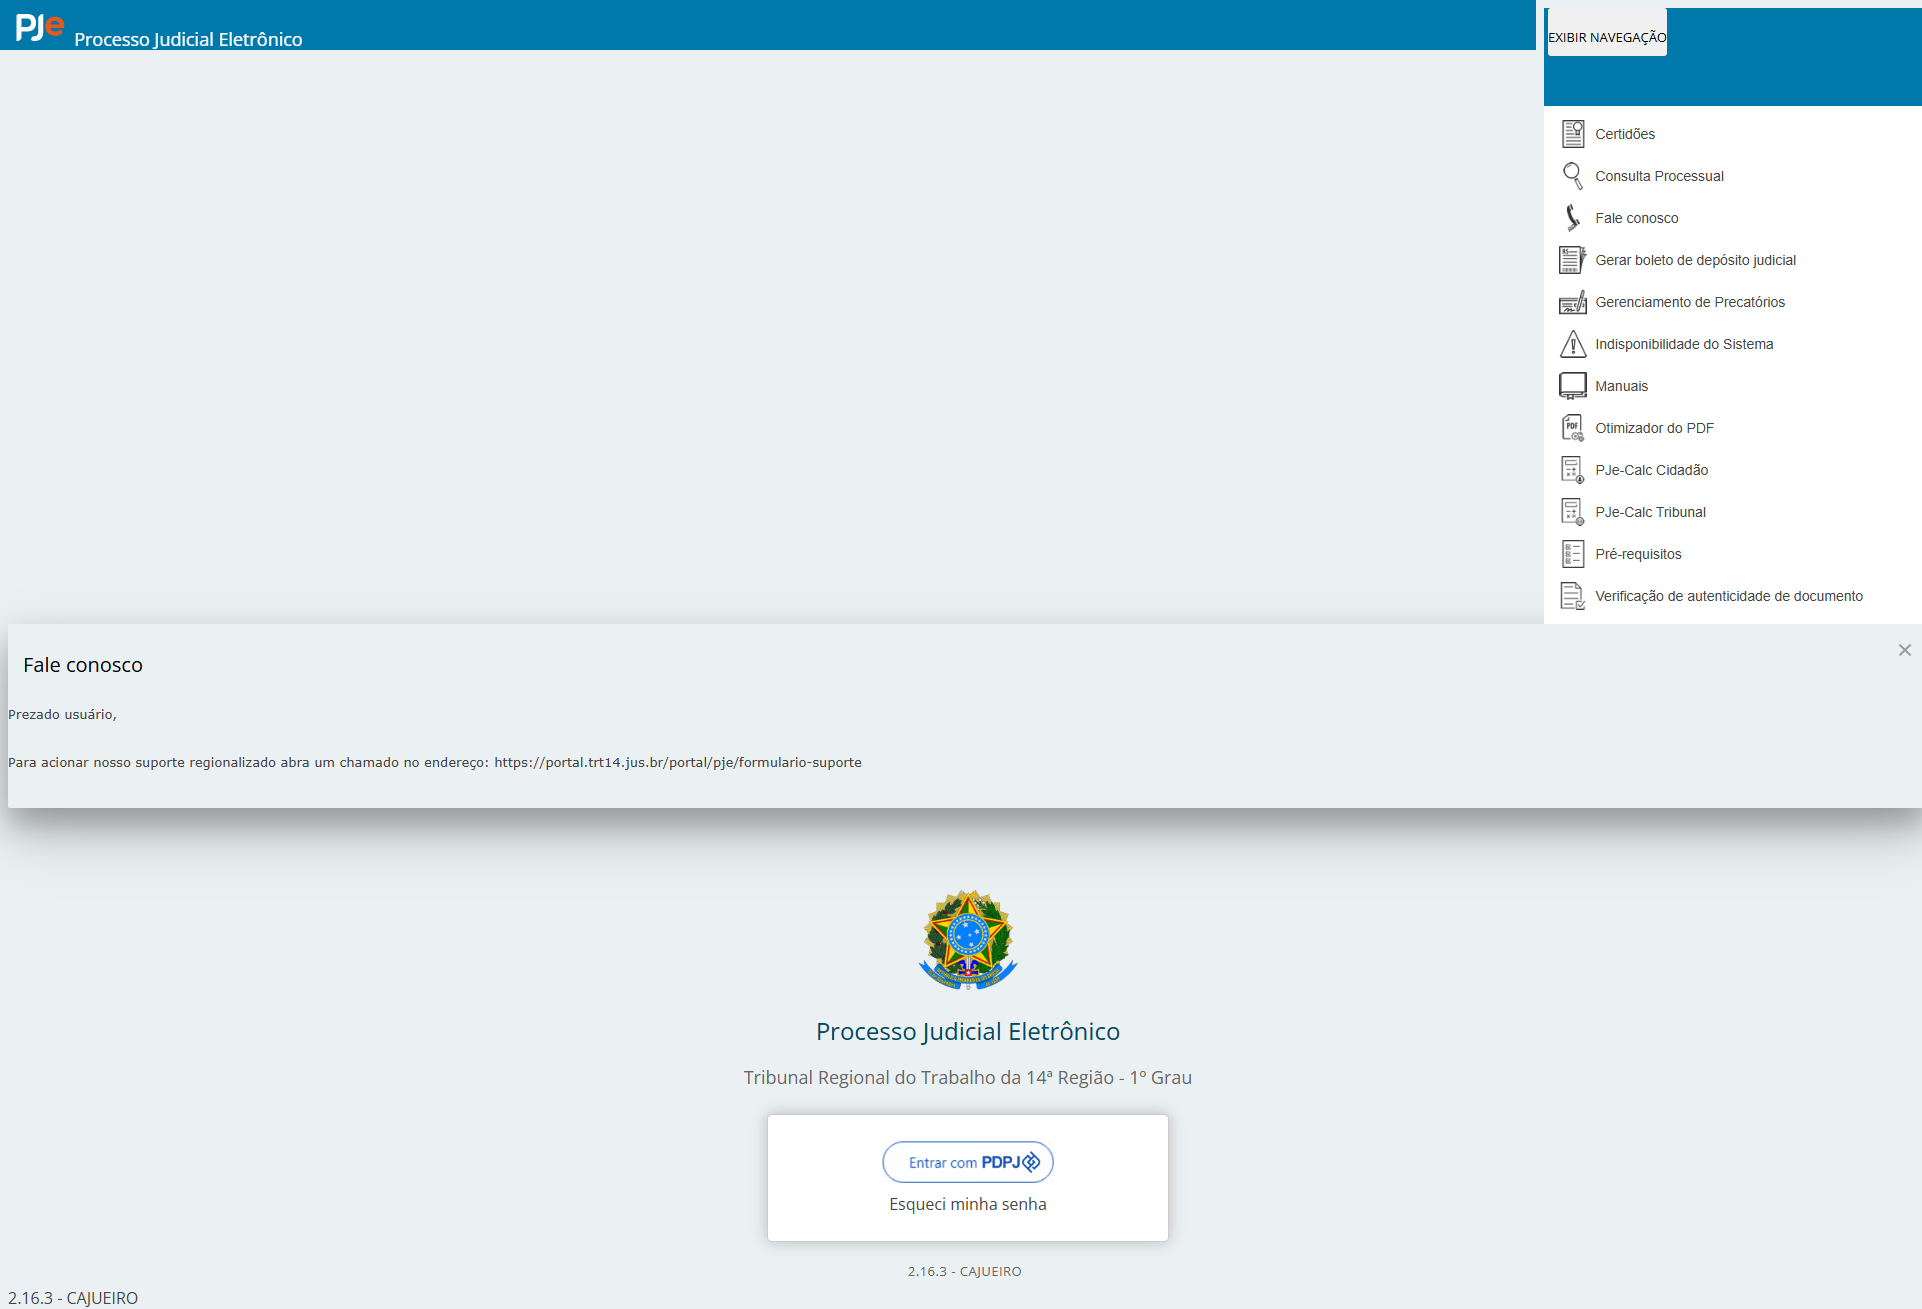 PJe Processo Judicial Eletrônico
EXIBIR NAVEGAÇÃO
Certidões
Consulta Processual
Fale conosco
Gerar boleto de depósito judicial
Gerenciamento de Precatórios
Indisponibilidade do Sistema
Manuais
Otimizador do PDF
PJe-Calc Cidadão
PJe-Calc Tribunal
Pré-requisitos
Verificação de autenticidade de documento
Fale conosco
Prezado usuário,
Para acionar nosso suporte regionalizado abra um chamado no endereço: https://portal.trt14.jus.br/portal/pje/formulario-suporte
Processo Judicial Eletrônico
Tribunal Regional do Trabalho da 14ª Região - 1º Grau
Entrar com PDPJ
Esqueci minha senha
2.16.3 - CAJUEIRO
2.16.3 - CAJUEIRO